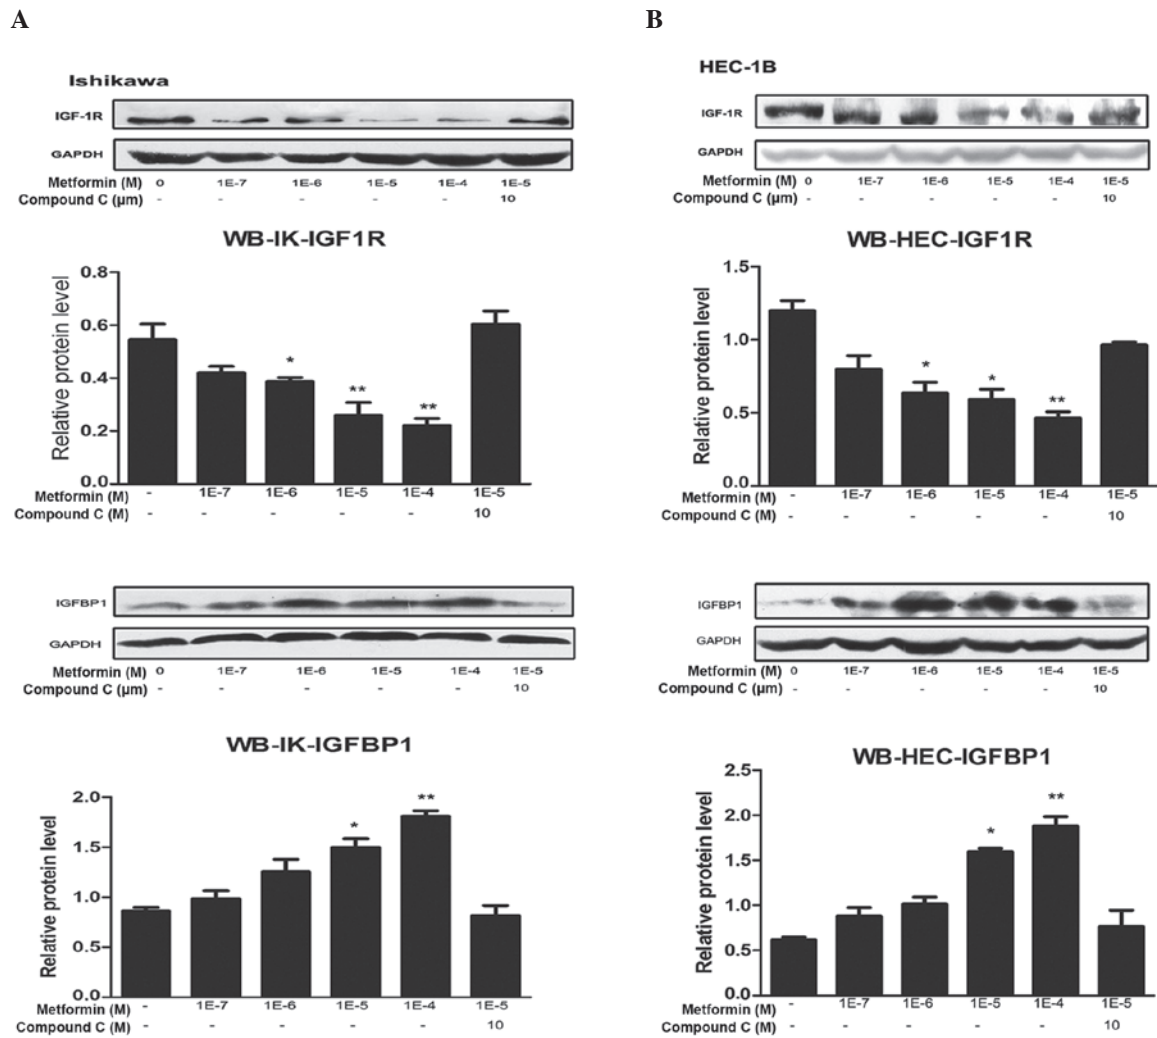 A
Ishikawa
IGF-1R
GAPDH
Metformin (M) 0 1E-7 1E-6 1E-5 1E-4 1E-5
Compound C (μm) - - - - - 10
WB-IK-IGF1R
Relative protein level
0.8
0.6
0.4
0.2
0.0
*
**
**
Metformin (M) - 1E-7 1E-6 1E-5 1E-4 1E-5
Compound C (M) - - - - - 10
IGFBP1
GAPDH
Metformin (M) 0 1E-7 1E-6 1E-5 1E-4 1E-5
Compound C (μm) - - - - - 10
WB-IK-IGFBP1
Relative protein level
2.0
1.5
1.0
0.5
0.0
*
**
Metformin (M) - 1E-7 1E-6 1E-5 1E-4 1E-5
Compound C (M) - - - - - 10
B
HEC-1B
IGF-1R
GAPDH
Metformin (M) 0 1E-7 1E-6 1E-5 1E-4 1E-5
Compound C (μm) - - - - - 10
WB-HEC-IGF1R
Relative protein level
1.5
1.0
0.5
0.0
*
*
**
Metformin (M) - 1E-7 1E-6 1E-5 1E-4 1E-5
Compound C (M) - - - - - 10
IGFBP1
GAPDH
Metformin (M) 0 1E-7 1E-6 1E-5 1E-4 1E-5
Compound C (μm) - - - - - 10
WB-HEC-IGFBP1
Relative protein level
2.5
2.0
1.5
1.0
0.5
0.0
*
**
Metformin (M) - 1E-7 1E-6 1E-5 1E-4 1E-5
Compound C (M) - - - - - 10